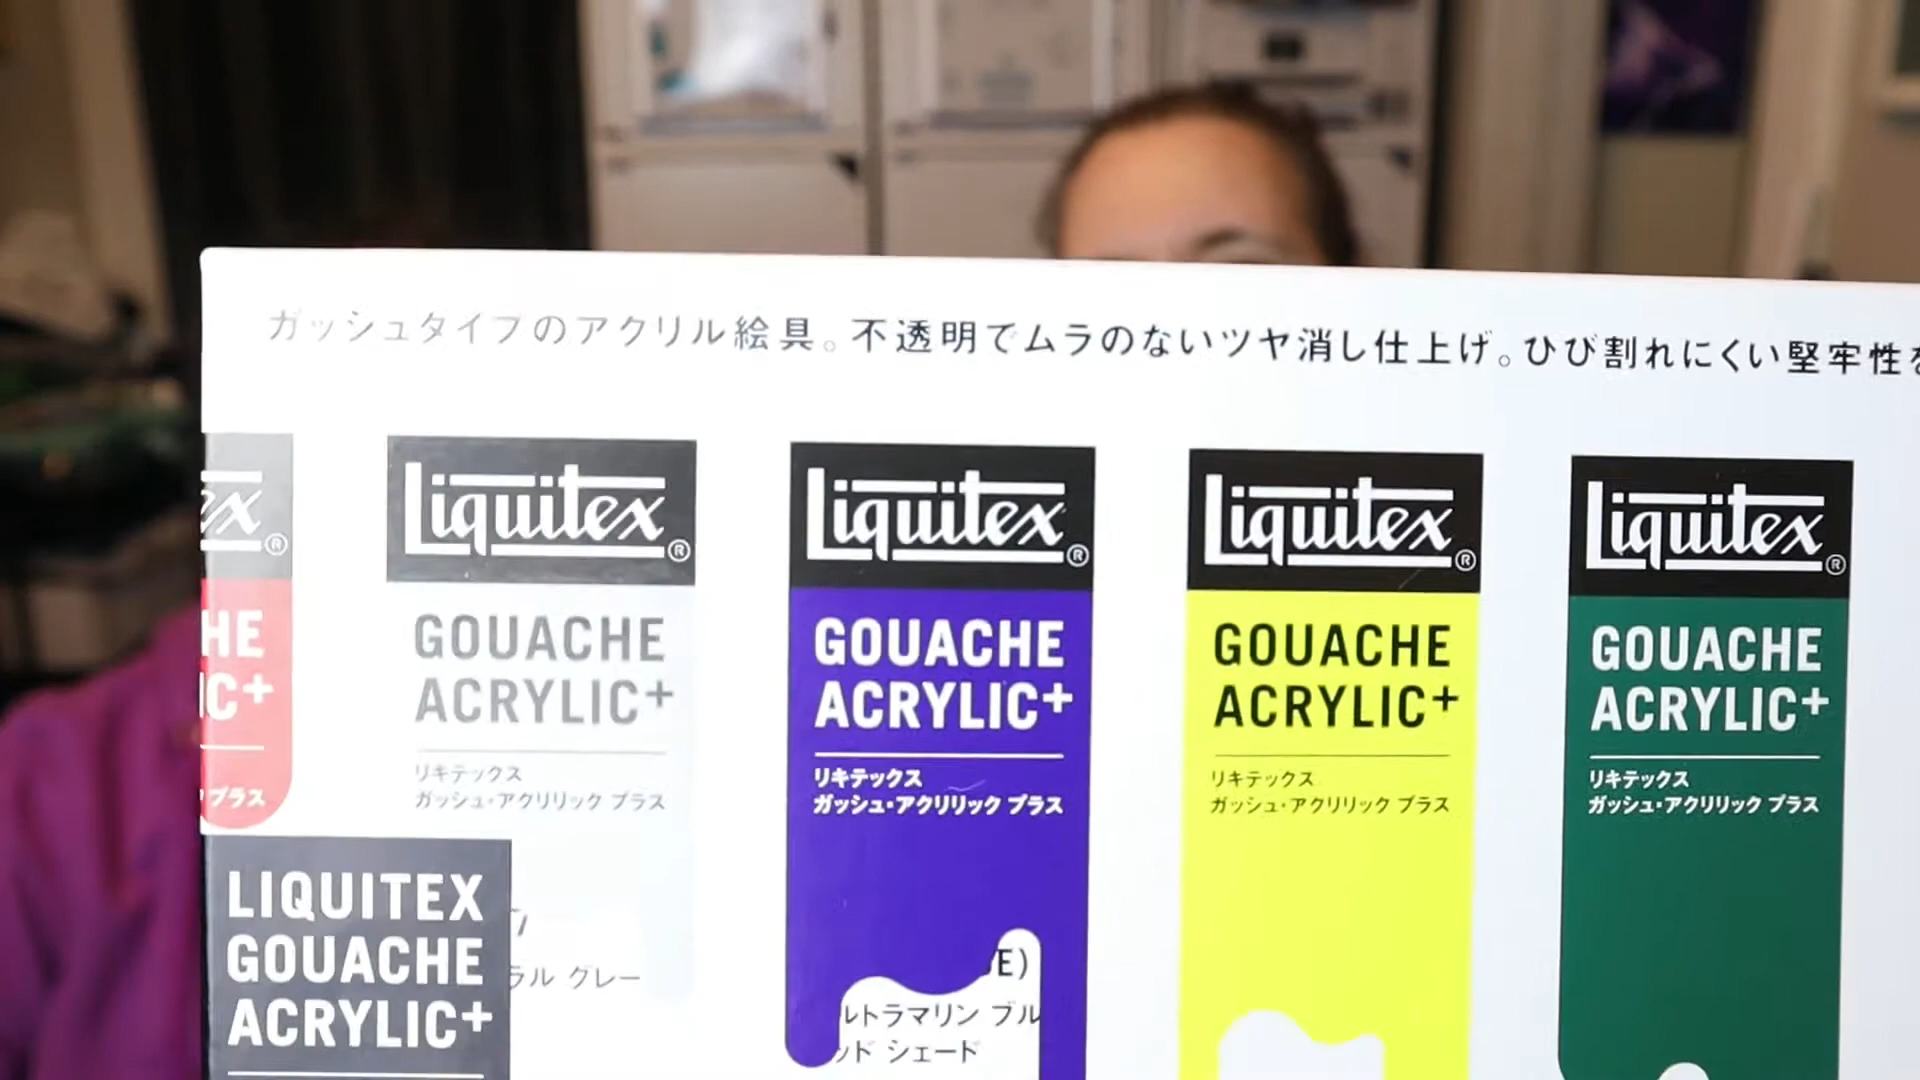 ガッシュタイプのアクリル絵具。不透明でムラのないツヤ消し仕上げ。ひび割れにくい堅牢性を
ex®
HE
IC+
プラス
Liquitex®
GOUACHE
ACRYLIC+
リキテックス
ガッシュ・アクリリック プラス
ラル グレー
Liquitex®
GOUACHE
ACRYLIC+
リキテックス
ガッシュ・アクリリック プラス
E)
ルトラマリン ブル
ッド シェード
Liquitex®
GOUACHE
ACRYLIC+
リキテックス
ガッシュ・アクリリック プラス
Liquitex®
GOUACHE
ACRYLIC+
リキテックス
ガッシュ・アクリリック プラス
LIQUITEX
GOUACHE
ACRYLIC+